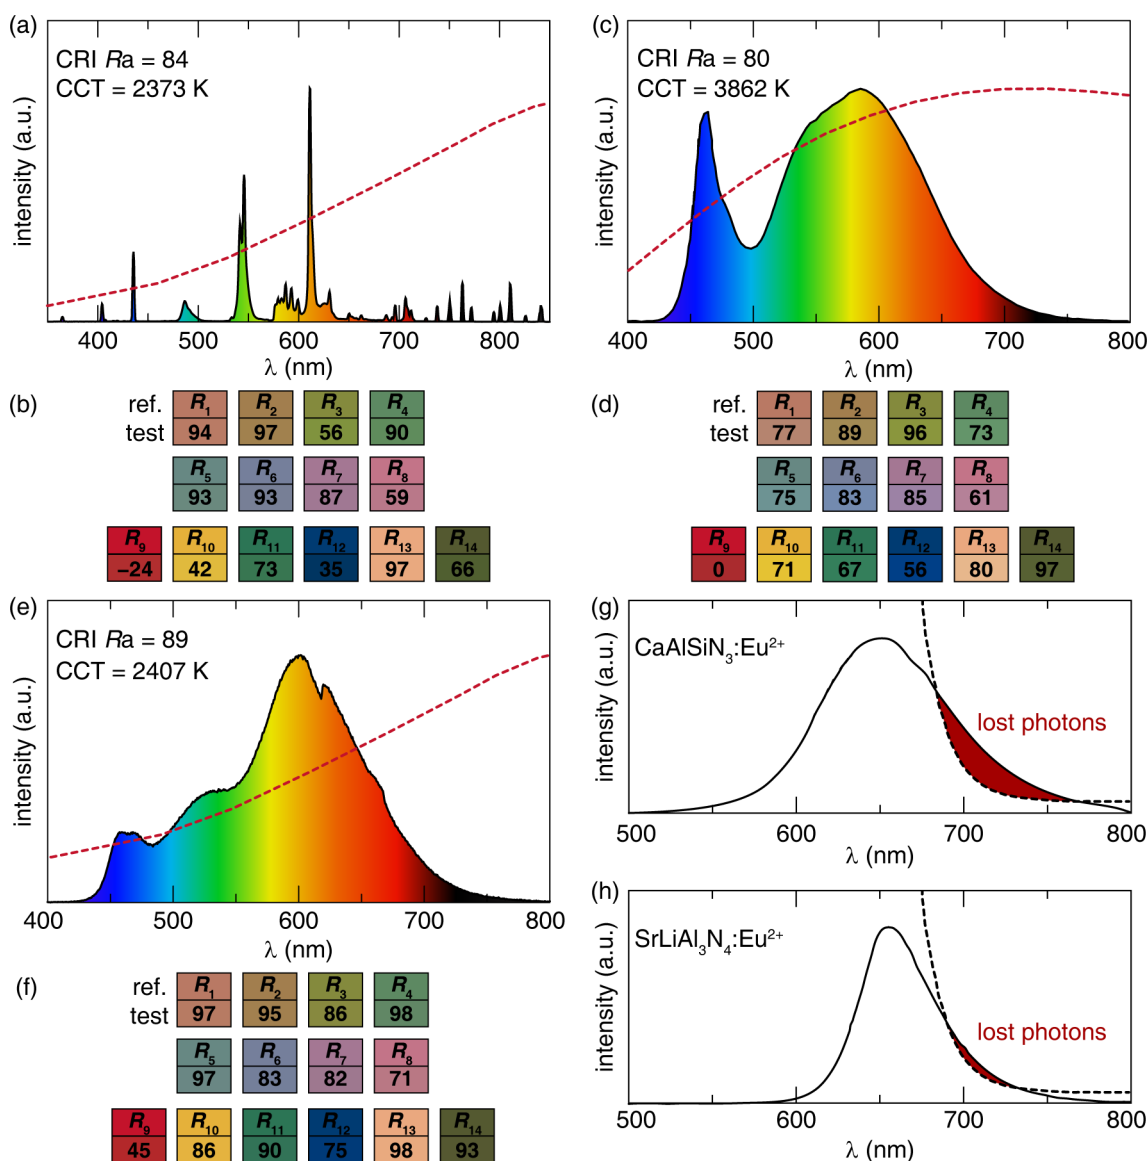 (a)
CRI Ra = 84
CCT = 2373 K
intensity (a.u.)
400 500 600 700 800
λ (nm)
(c)
CRI Ra = 80
CCT = 3862 K
intensity (a.u.)
400 500 600 700 800
λ (nm)
(b)
ref. R1 R2 R3 R4
test 94 97 56 90
R5 R6 R7 R8
93 93 87 59
R9 R10 R11 R12 R13 R14
−24 42 73 35 97 66
(d)
ref. R1 R2 R3 R4
test 77 89 96 73
R5 R6 R7 R8
75 83 85 61
R9 R10 R11 R12 R13 R14
0 71 67 56 80 97
(e)
CRI Ra = 89
CCT = 2407 K
intensity (a.u.)
400 500 600 700 800
λ (nm)
(g)
CaAlSiN3:Eu2+
lost photons
intensity (a.u.)
500 600 700 800
λ (nm)
(f)
ref. R1 R2 R3 R4
test 97 95 86 98
R5 R6 R7 R8
97 83 82 71
R9 R10 R11 R12 R13 R14
45 86 90 75 98 93
(h)
SrLiAl3N4:Eu2+
lost photons
intensity (a.u.)
500 600 700 800
λ (nm)